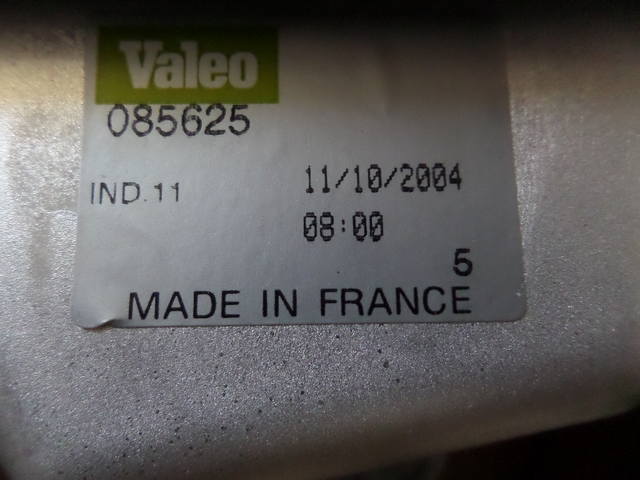 Valeo
085625
IND.11 11/10/2004
08:00
5
MADE IN FRANCE